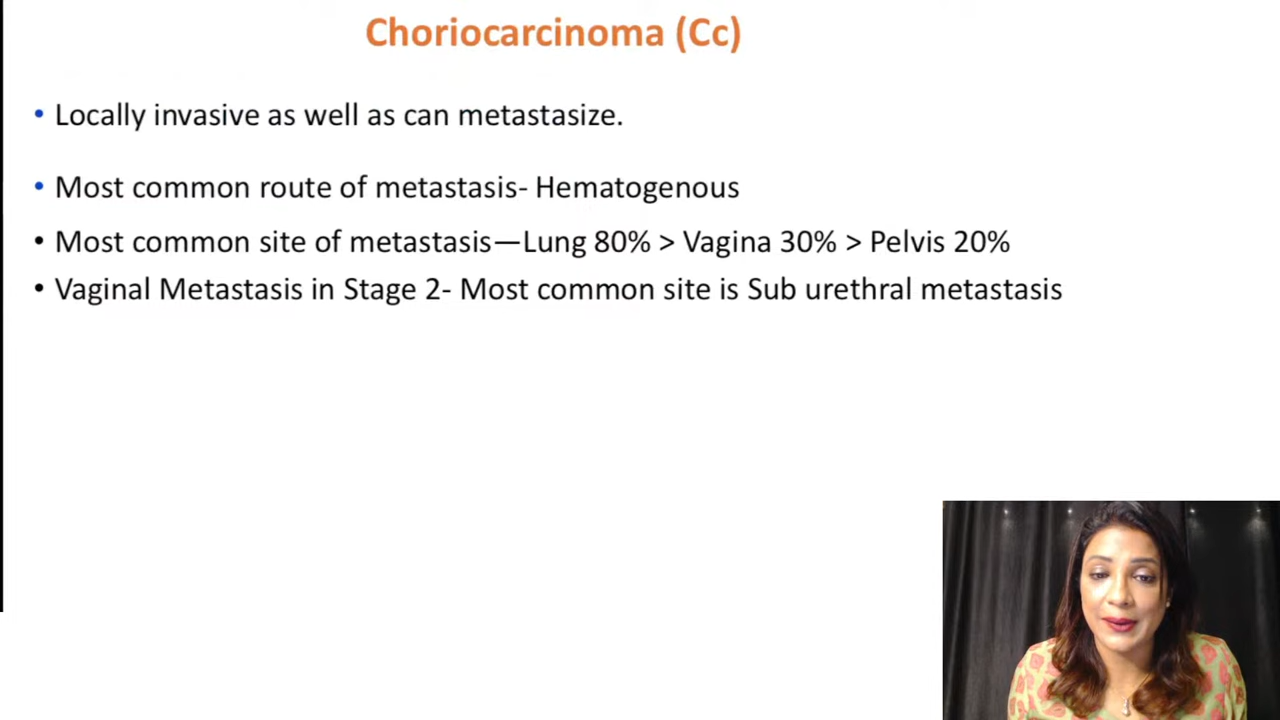 Choriocarcinoma (Cc)
• Locally invasive as well as can metastasize.
• Most common route of metastasis- Hematogenous
• Most common site of metastasis—Lung 80% > Vagina 30% > Pelvis 20%
• Vaginal Metastasis in Stage 2- Most common site is Sub urethral metastasis